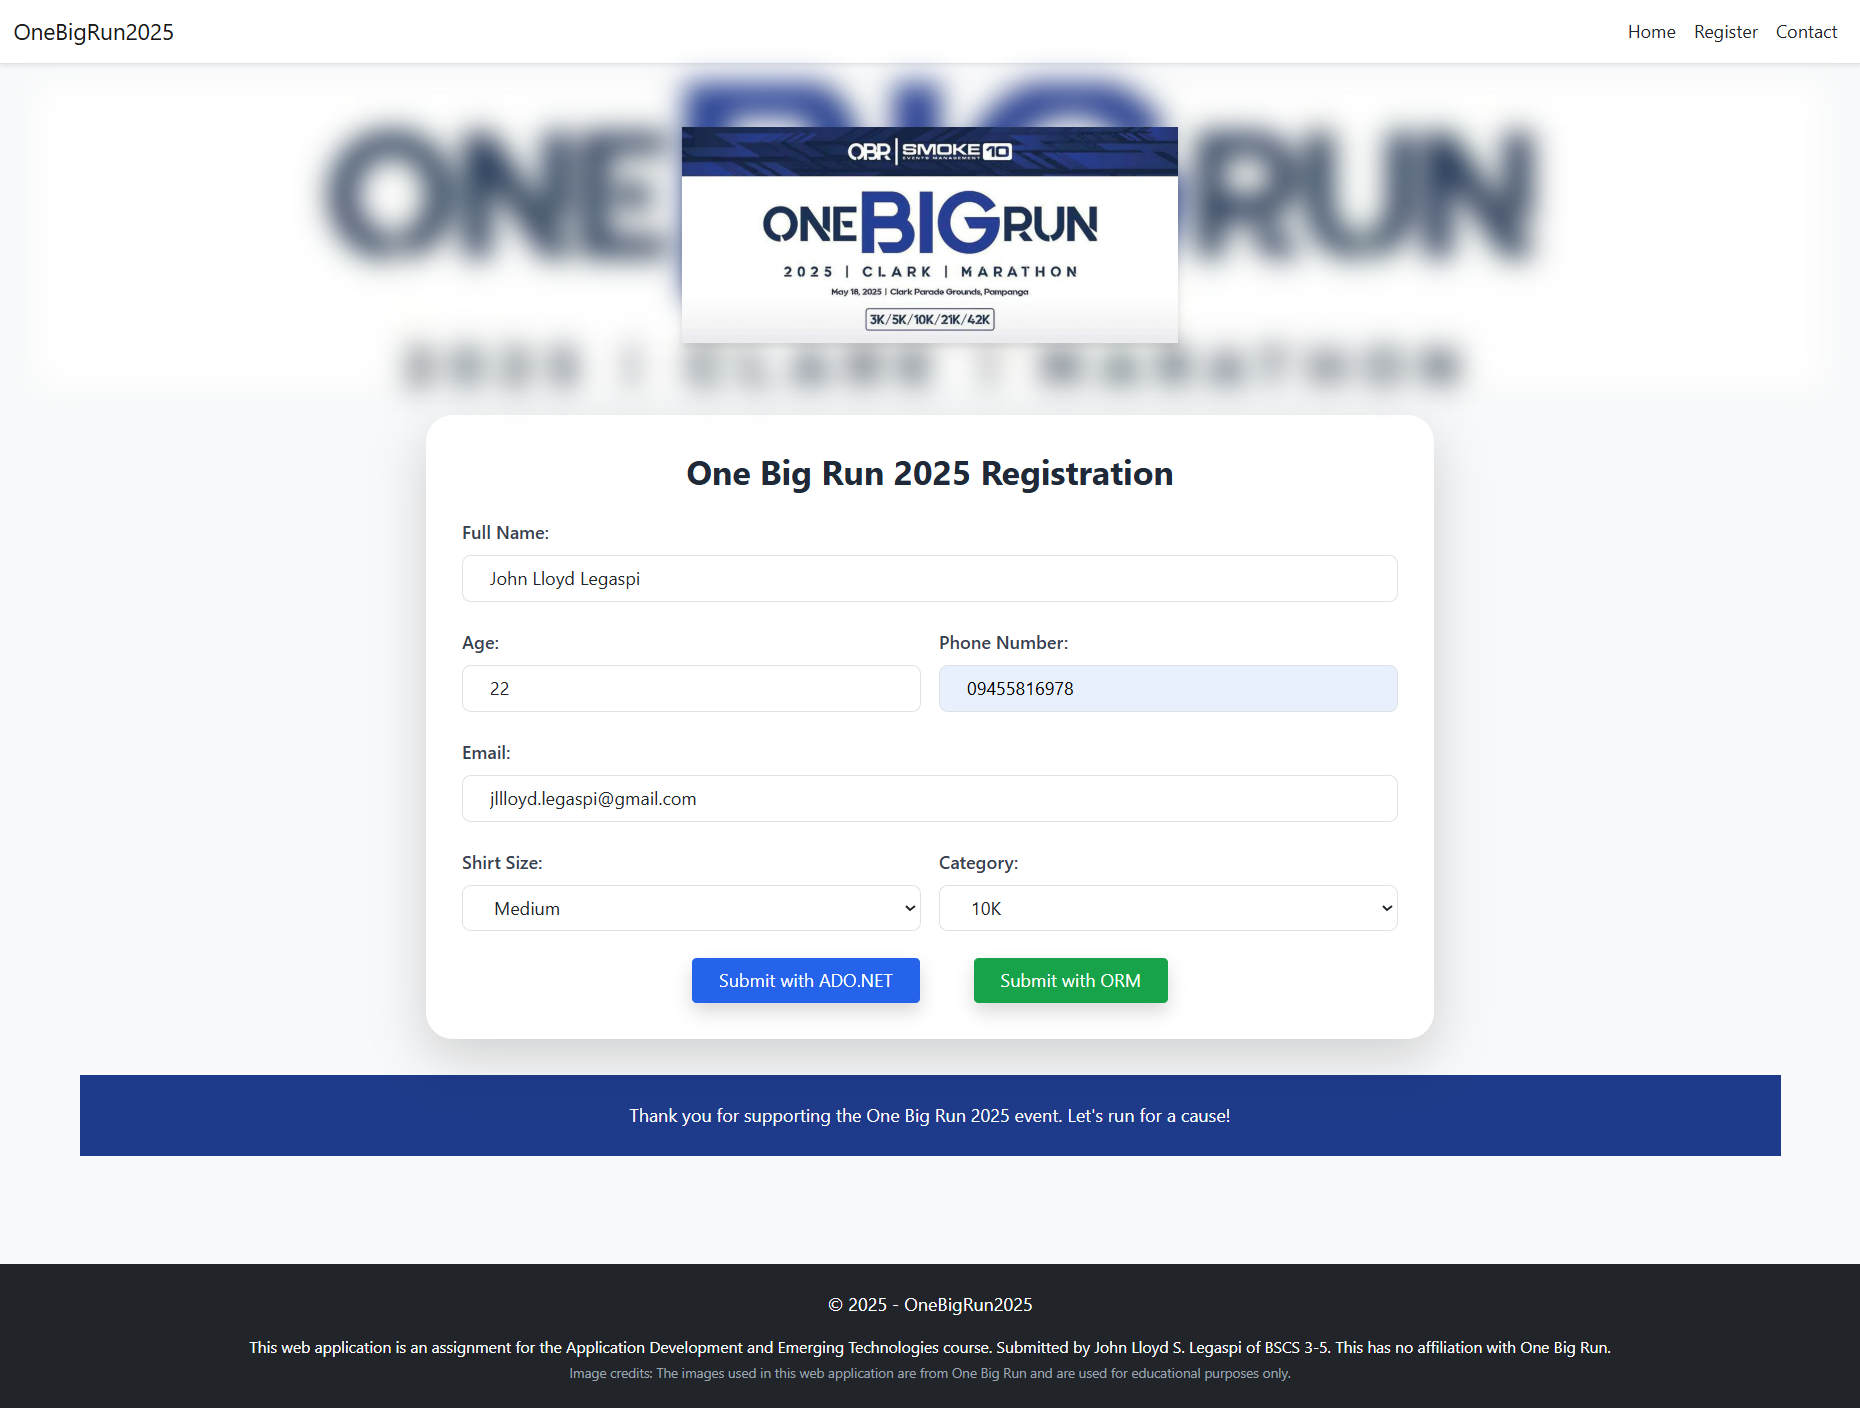 OneBigRun2025
Home Register Contact
ONE BIG RUN
2025 | CLARK | MARATHON
OBR | SMOKE 10
EVENTS MANAGEMENT
ONE BIG RUN
2025 | CLARK | MARATHON
May 18, 2025 | Clark Parade Grounds, Pampanga
3K/5K/10K/21K/42K
One Big Run 2025 Registration
Full Name:
John Lloyd Legaspi
Age: Phone Number:
22 09455816978
Email:
jllloyd.legaspi@gmail.com
Shirt Size: Category:
Medium 10K
Submit with ADO.NET Submit with ORM
Thank you for supporting the One Big Run 2025 event. Let's run for a cause!
© 2025 - OneBigRun2025
This web application is an assignment for the Application Development and Emerging Technologies course. Submitted by John Lloyd S. Legaspi of BSCS 3-5. This has no affiliation with One Big Run.
Image credits: The images used in this web application are from One Big Run and are used for educational purposes only.